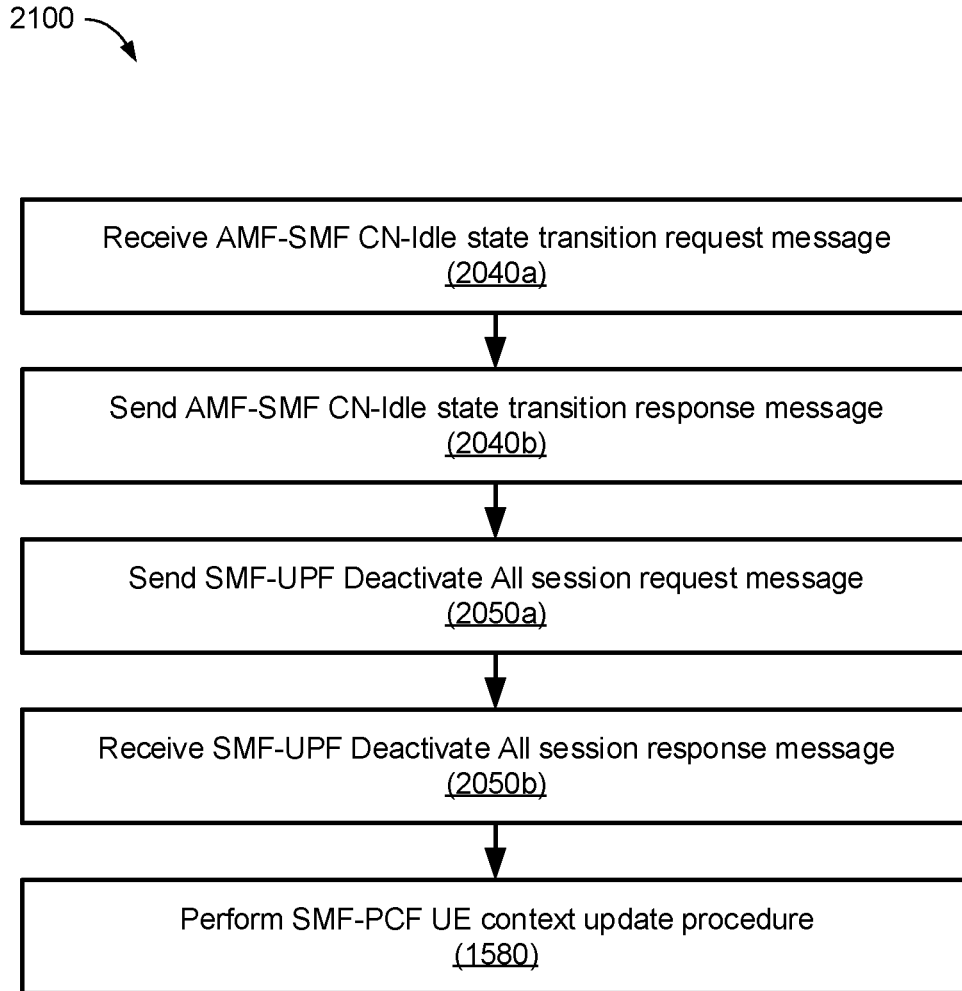 2100
Receive AMF-SMF CN-Idle state transition request message
(2040a)
Send AMF-SMF CN-Idle state transition response message
(2040b)
Send SMF-UPF Deactivate All session request message
(2050a)
Receive SMF-UPF Deactivate All session response message
(2050b)
Perform SMF-PCF UE context update procedure
(1580)